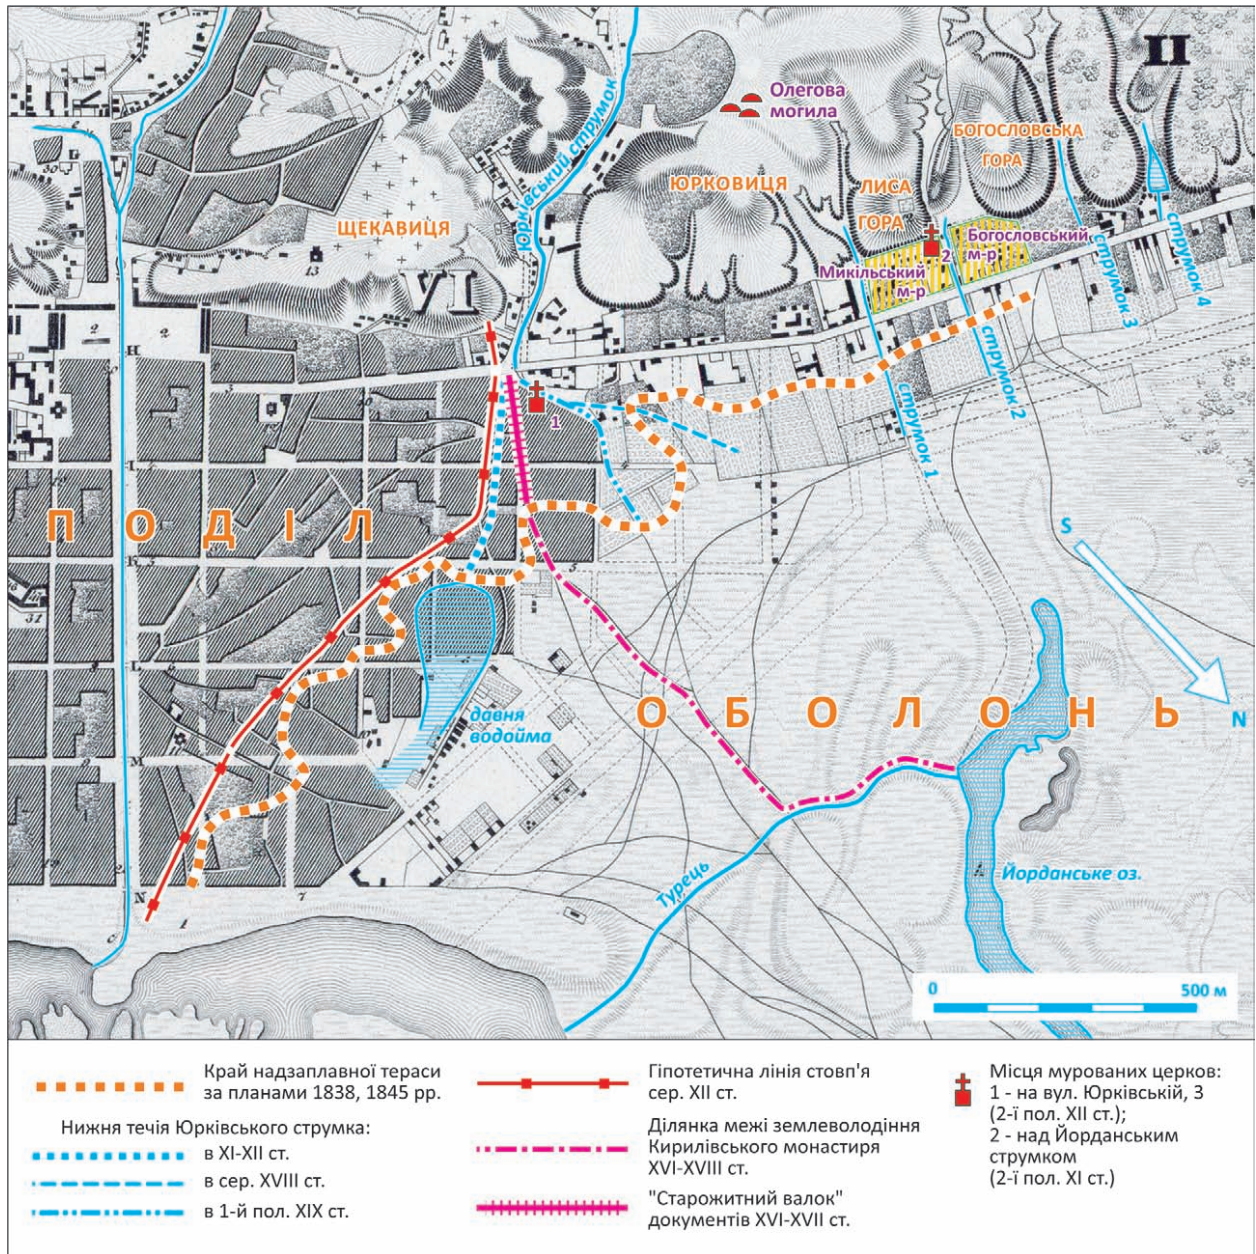 II
Олегова
могила
Юрківський струмок
БОГОСЛОВСЬКА
ГОРА
ЮРКОВИЦЯ
ЛИСА
ГОРА
ЩЕКАВИЦЯ
13
VI
Богословський
м-р
2
Микільський
м-р
струмок 4
струмок 3
струмок 2
струмок 1
1
ПОДІЛ
S
N
ОБОЛОНЬ
давня
водойма
Турець
Йорданське оз.
0
500 м
Край надзаплавної тераси
за планами 1838, 1845 рр.
Нижня течія Юрківського струмка:
в XI-XII ст.
в сер. XVIII ст.
в 1-й пол. XIX ст.
Гіпотетична лінія стовп'я
сер. XII ст.
Ділянка межі землеволодіння
Кирилівського монастиря
XVI-XVIII ст.
"Старожитний валок"
документів XVI-XVII ст.
Місця мурованих церков:
1 - на вул. Юрківській, 3
(2-ї пол. XII ст.);
2 - над Йорданським
струмком
(2-ї пол. XI ст.)